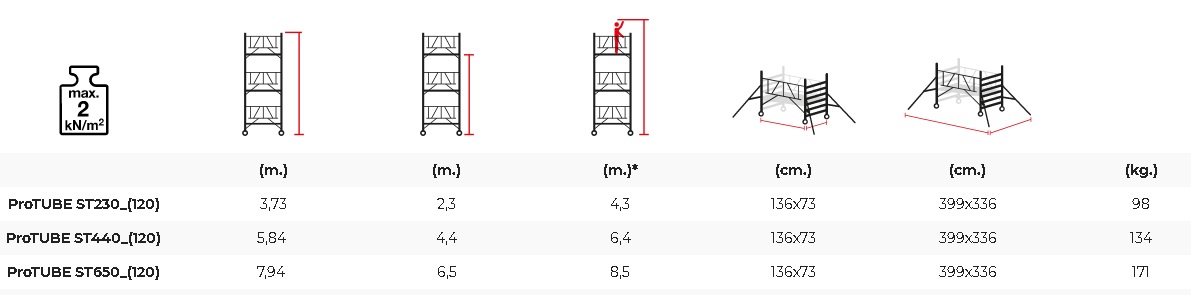 max.
2
kN/m²
(m.) (m.) (m.)* (cm.) (cm.) (kg.)
ProTUBE ST230_(120) 3,73 2,3 4,3 136x73 399x336 98
ProTUBE ST440_(120) 5,84 4,4 6,4 136x73 399x336 134
ProTUBE ST650_(120) 7,94 6,5 8,5 136x73 399x336 171